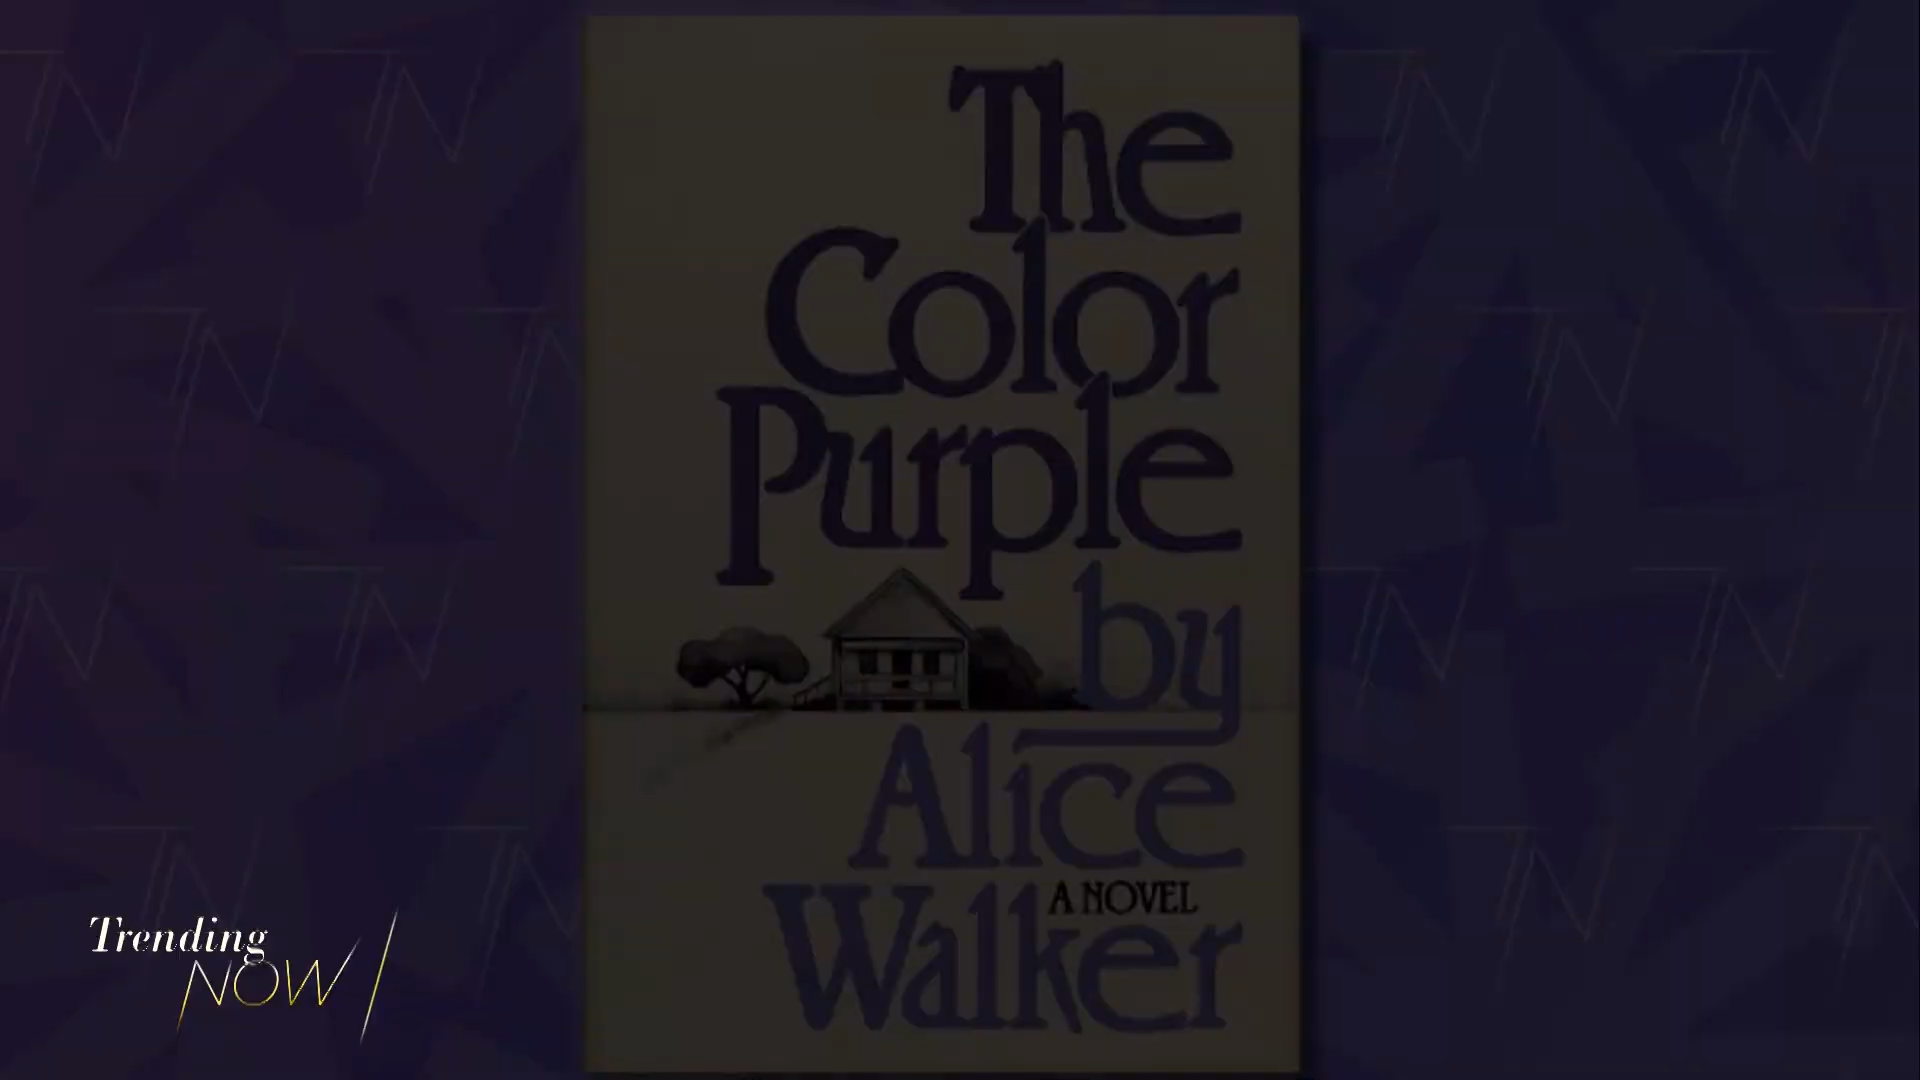 The
Color
Purple
by
Alice
A NOVEL
Walker
Trending
NOW